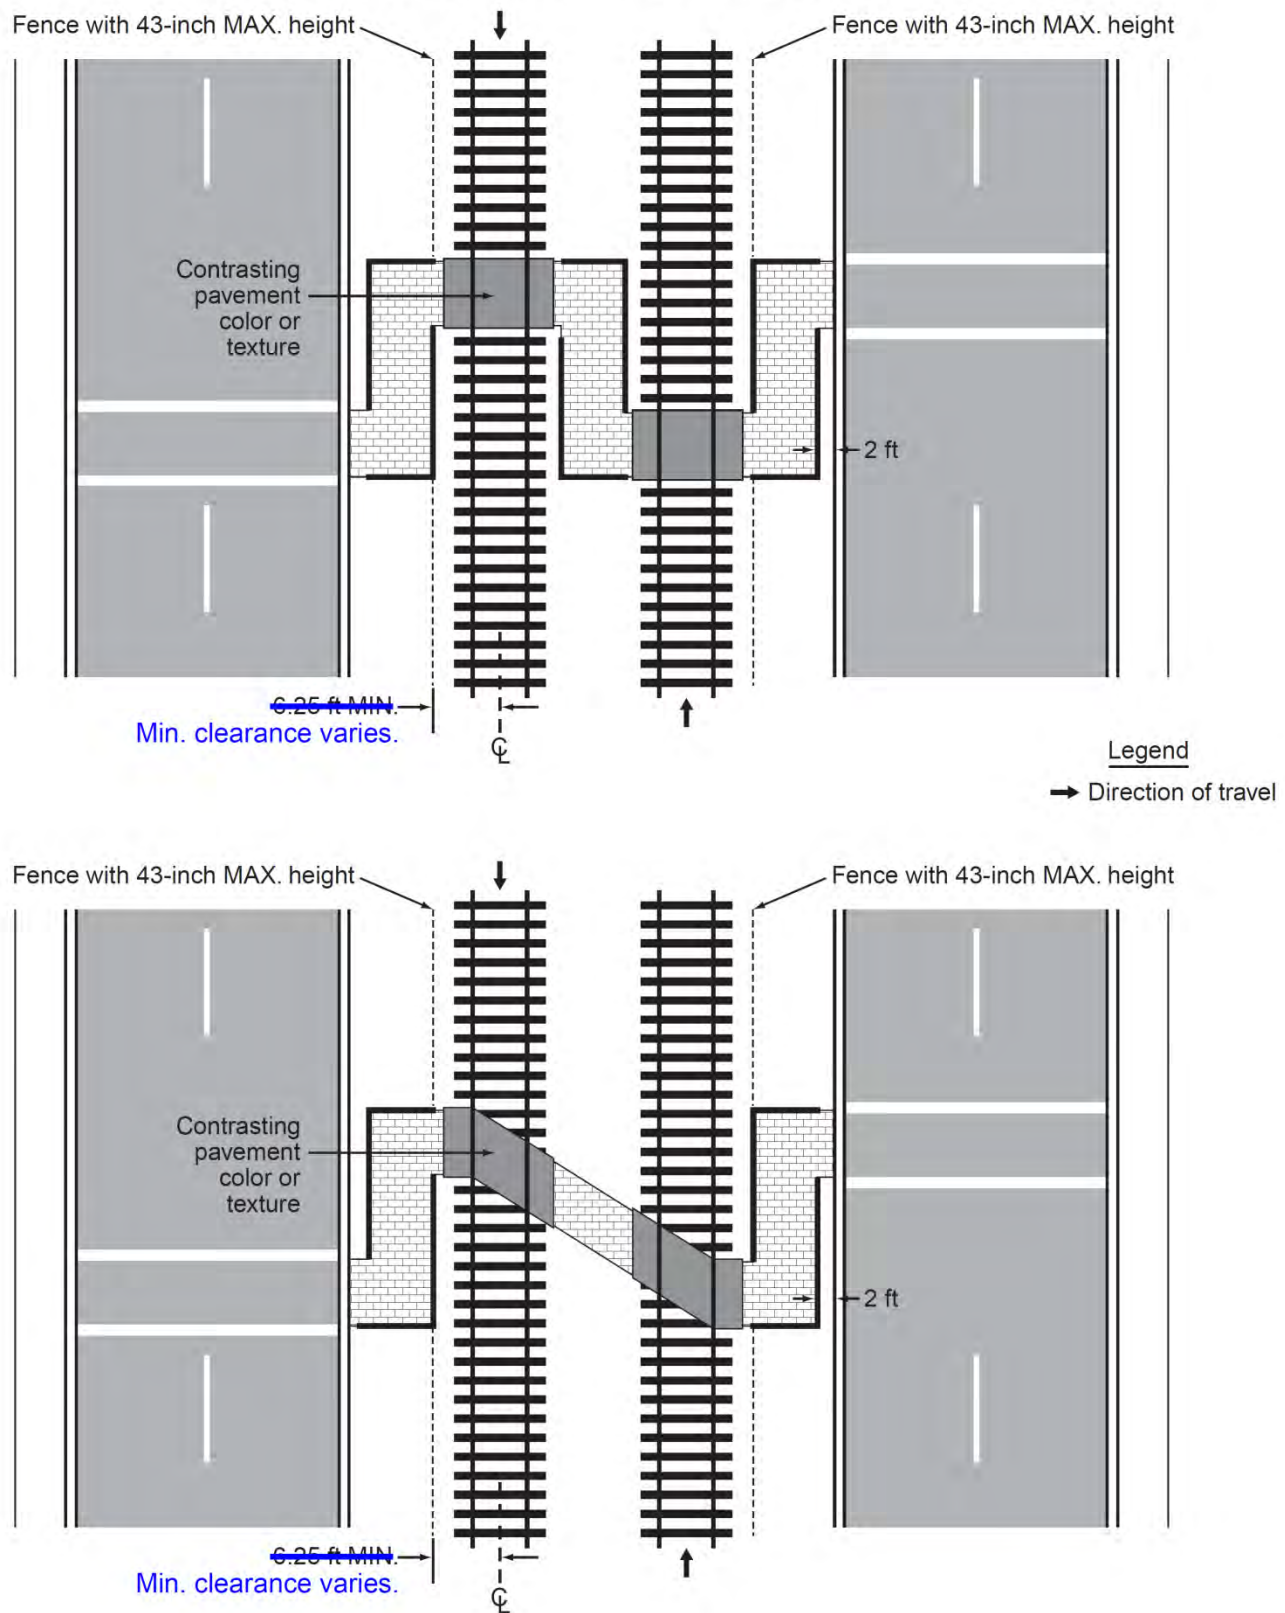 Fence with 43-inch MAX. height
Fence with 43-inch MAX. height
Contrasting
pavement
color or
texture
2 ft
6.25 ft MIN.
Min. clearance varies.
℄
Legend
Direction of travel
Fence with 43-inch MAX. height
Fence with 43-inch MAX. height
Contrasting
pavement
color or
texture
2 ft
6.25 ft MIN.
Min. clearance varies.
℄